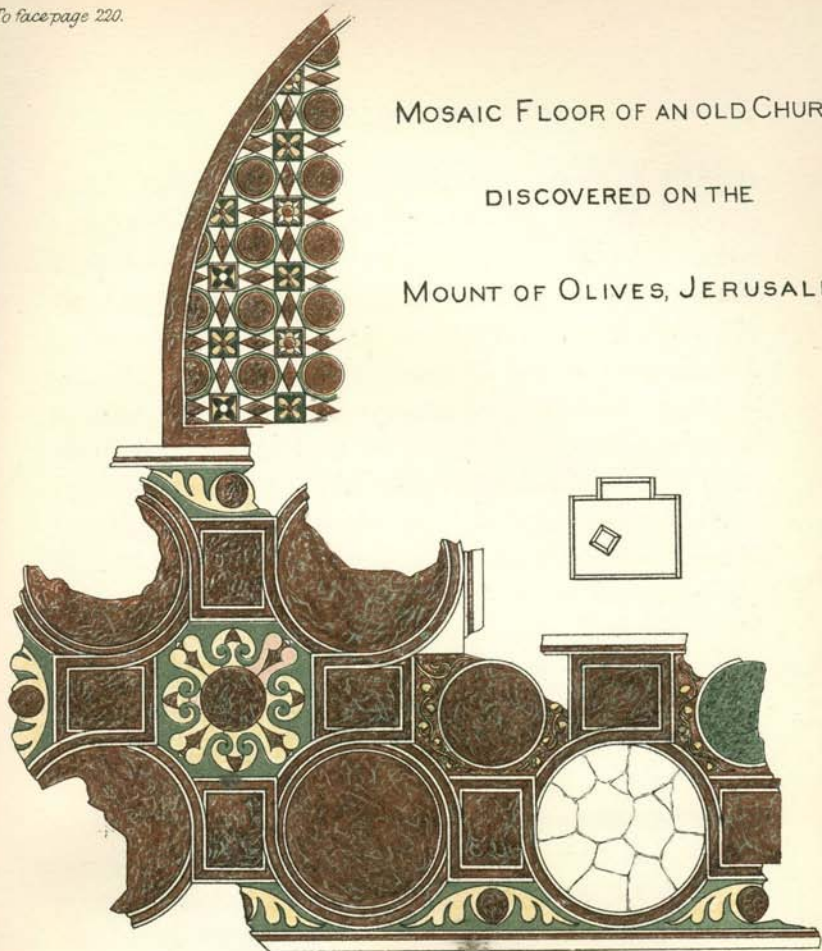 To face page 220.
MOSAIC FLOOR OF AN OLD CHUR
DISCOVERED ON THE
MOUNT OF OLIVES, JERUSAL